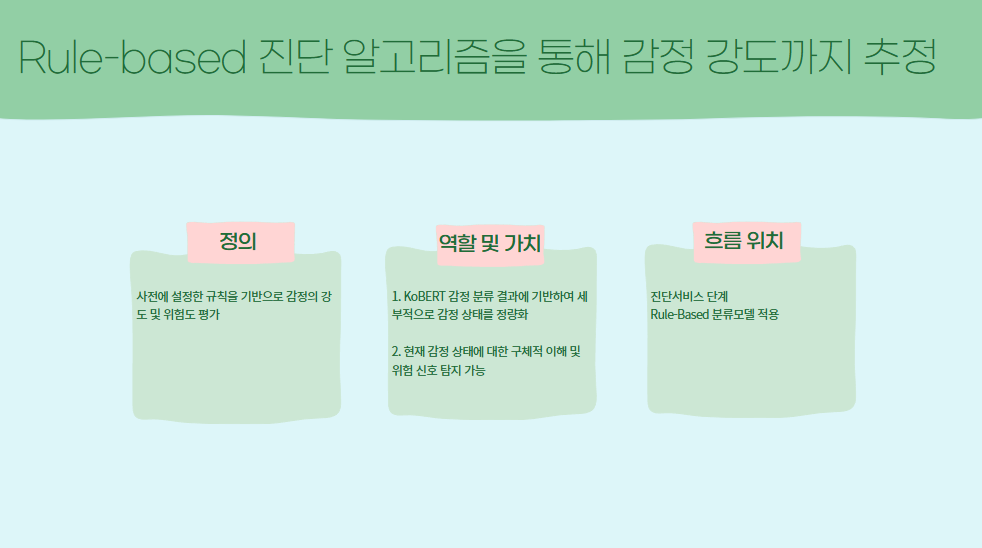 Rule-based 진단 알고리즘을 통해 감정 강도까지 추정
정의
사전에 설정한 규칙을 기반으로 감정의 강
도 및 위험도 평가
역할 및 가치
1. KoBERT 감정 분류 결과에 기반하여 세
부적으로 감정 상태를 정량화
2. 현재 감정 상태에 대한 구체적 이해 및
위험 신호 탐지 가능
흐름 위치
진단서비스 단계
Rule-Based 분류모델 적용